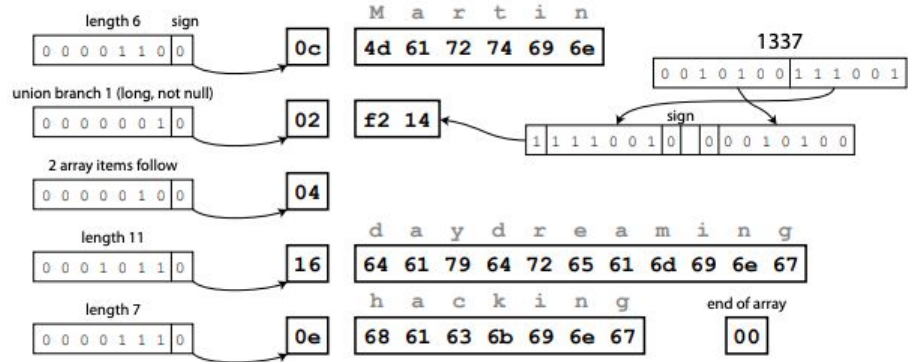 M a r t i n
length 6 sign
0 0 0 0 1 1 0 0
0c
4d 61 72 74 69 6e
1337
0 0 1 0 1 0 0 1 1 1 0 0 1
union branch 1 (long, not null)
0 0 0 0 0 0 1 0
02
f2 14
sign
1 1 1 1 0 0 1 0 0 0 0 1 0 1 0 0
2 array items follow
0 0 0 0 0 1 0 0
04
d a y d r e a m i n g
length 11
0 0 0 1 0 1 1 0
16
64 61 79 64 72 65 61 6d 69 6e 67
h a c k i n g
length 7
0 0 0 0 1 1 1 0
0e
68 61 63 6b 69 6e 67
end of array
00